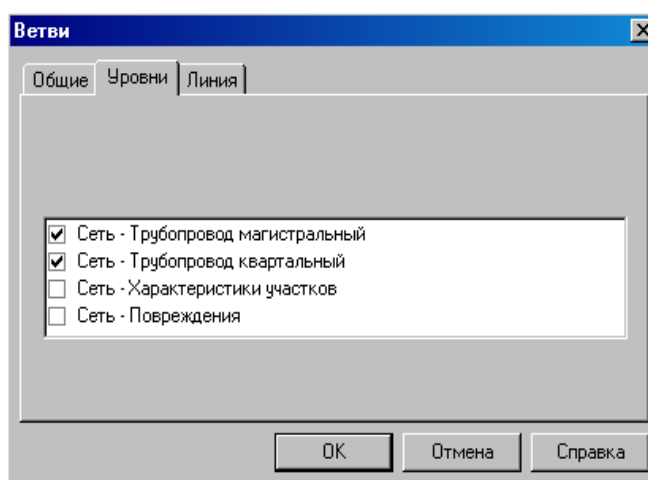 Ветви
Общие Уровни Линия
Сеть - Трубопровод магистральный
Сеть - Трубопровод квартальный
Сеть - Характеристики участков
Сеть - Повреждения
OK Отмена Справка